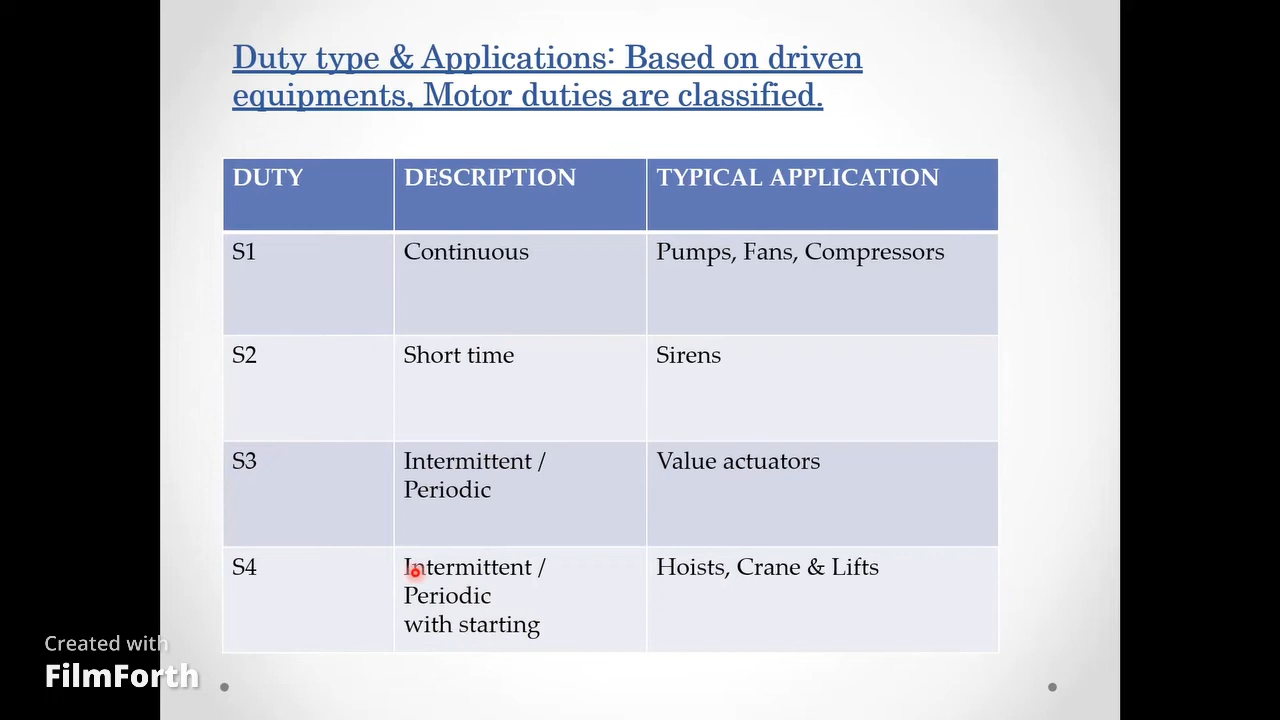 Duty type & Applications: Based on driven
equipments, Motor duties are classified.
DUTY
DESCRIPTION
TYPICAL APPLICATION
S1
Continuous
Pumps, Fans, Compressors
S2
Short time
Sirens
S3
Intermittent /
Periodic
Value actuators
S4
Intermittent /
Periodic
with starting
Hoists, Crane & Lifts
Created with
FilmForth